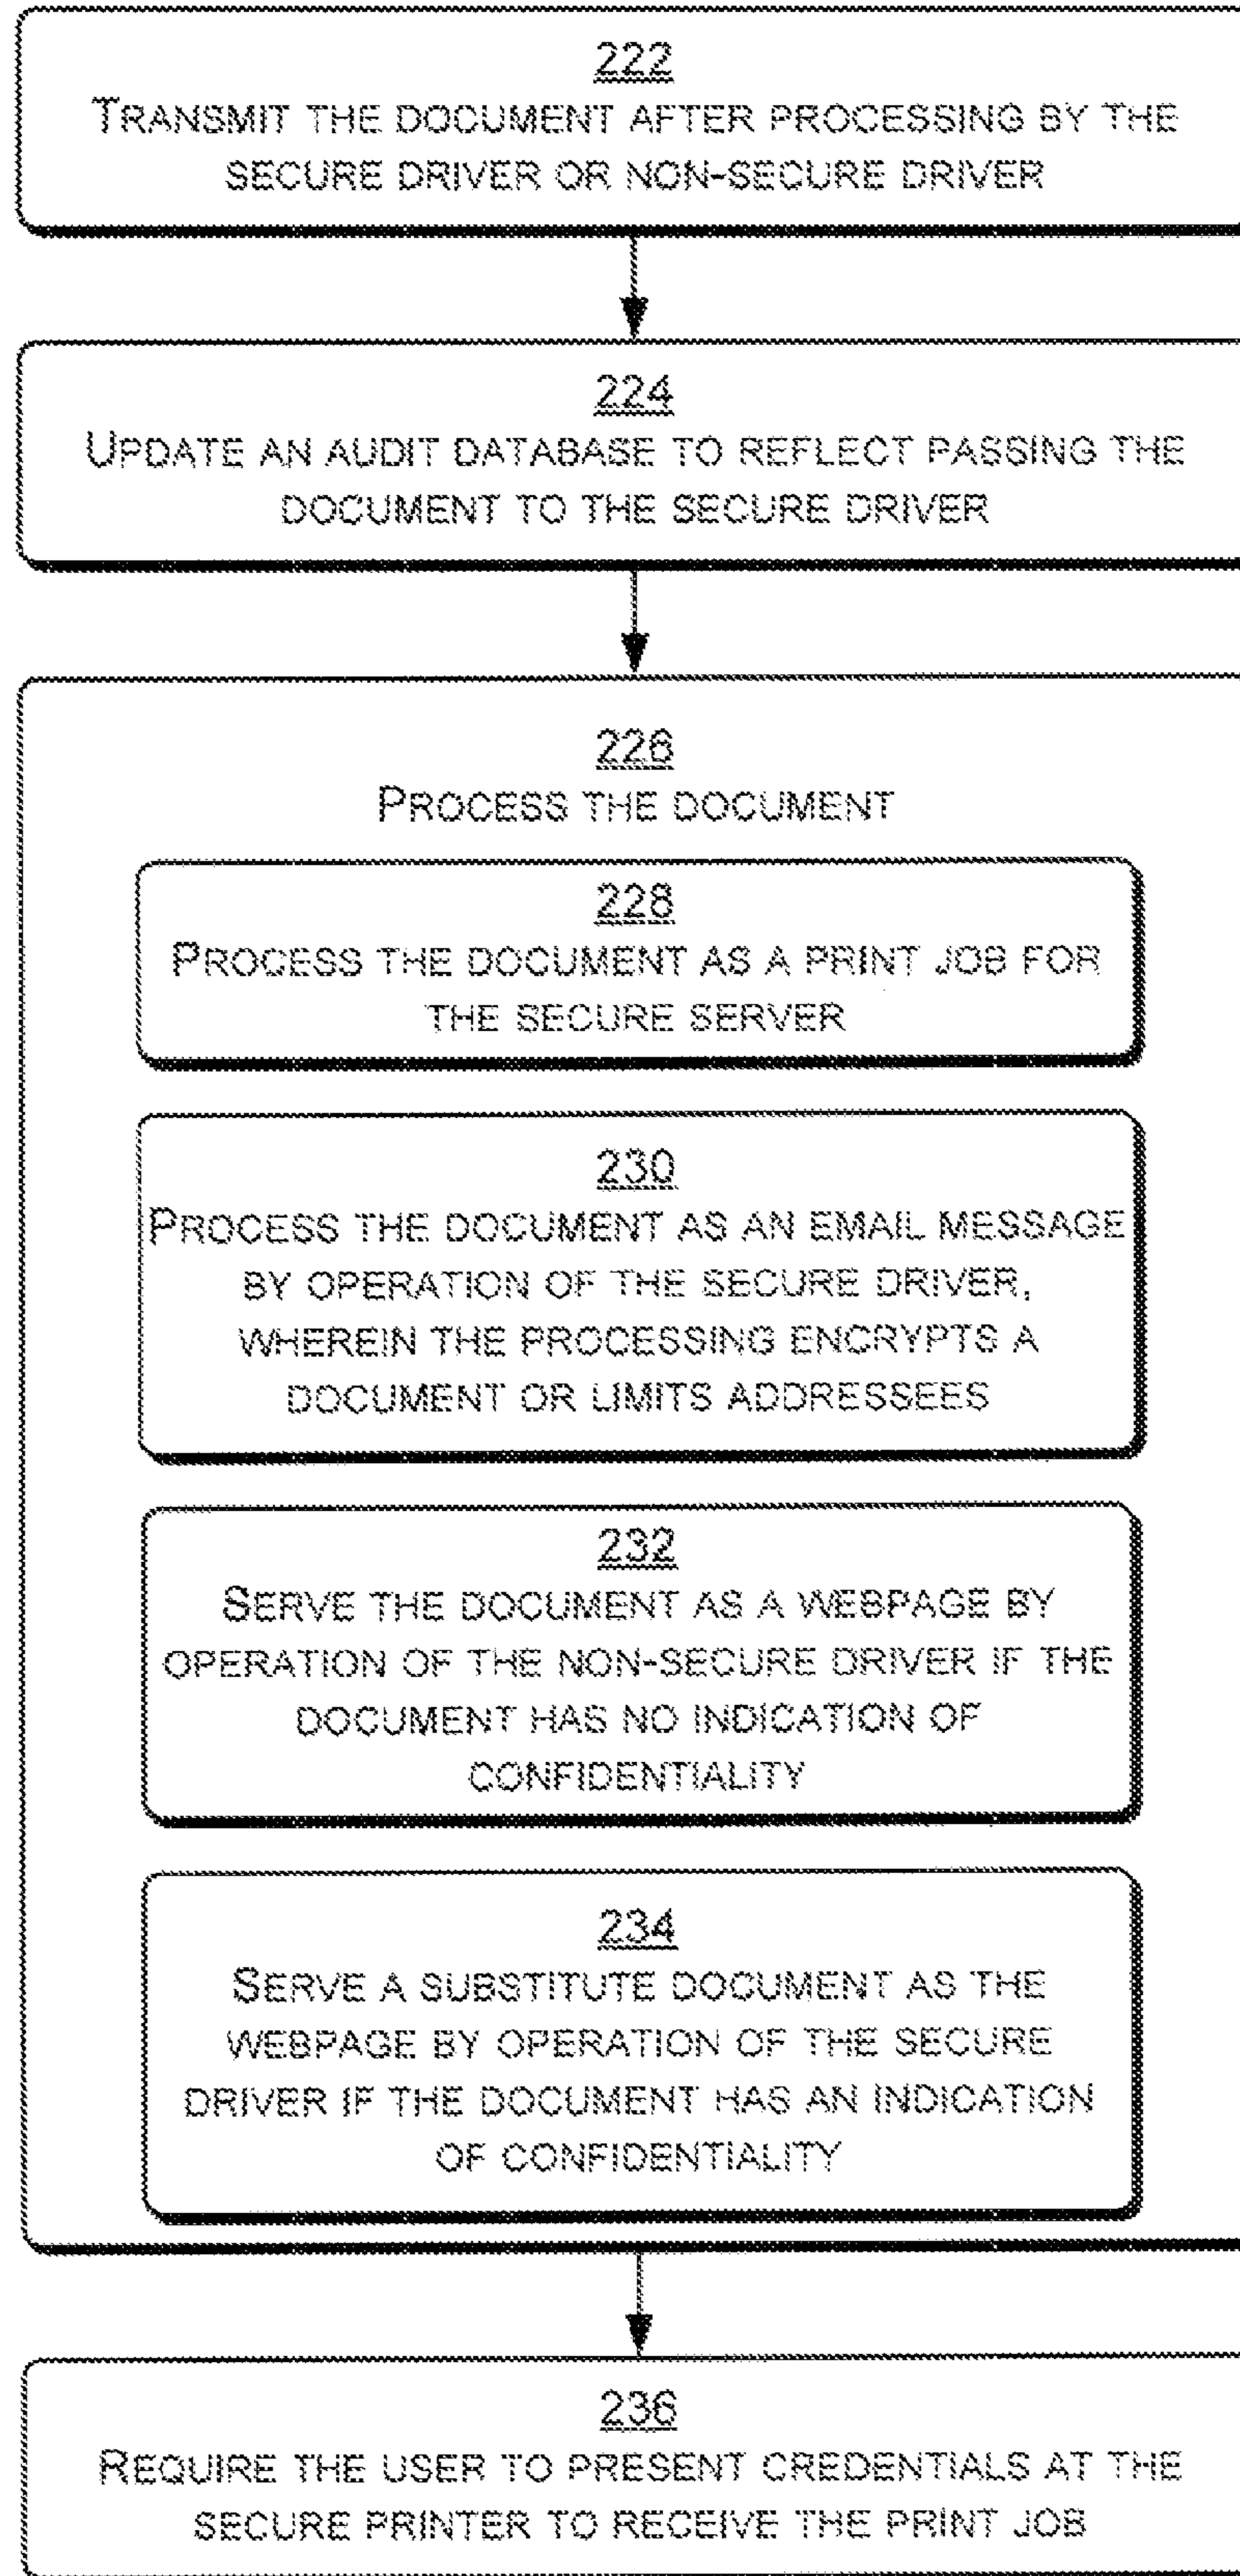 222
TRANSMIT THE DOCUMENT AFTER PROCESSING BY THE
SECURE DRIVER OR NON-SECURE DRIVER
224
UPDATE AN AUDIT DATABASE TO REFLECT PASSING THE
DOCUMENT TO THE SECURE DRIVER
226
PROCESS THE DOCUMENT
228
PROCESS THE DOCUMENT AS A PRINT JOB FOR
THE SECURE SERVER
230
PROCESS THE DOCUMENT AS AN EMAIL MESSAGE
BY OPERATION OF THE SECURE DRIVER,
WHEREIN THE PROCESSING ENCRYPTS A
DOCUMENT OR LIMITS ADDRESSEES
232
SERVE THE DOCUMENT AS A WEBPAGE BY
OPERATION OF THE NON-SECURE DRIVER IF THE
DOCUMENT HAS NO INDICATION OF
CONFIDENTIALITY
234
SERVE A SUBSTITUTE DOCUMENT AS THE
WEBPAGE BY OPERATION OF THE SECURE
DRIVER IF THE DOCUMENT HAS AN INDICATION
OF CONFIDENTIALITY
236
REQUIRE THE USER TO PRESENT CREDENTIALS AT THE
SECURE PRINTER TO RECEIVE THE PRINT JOB